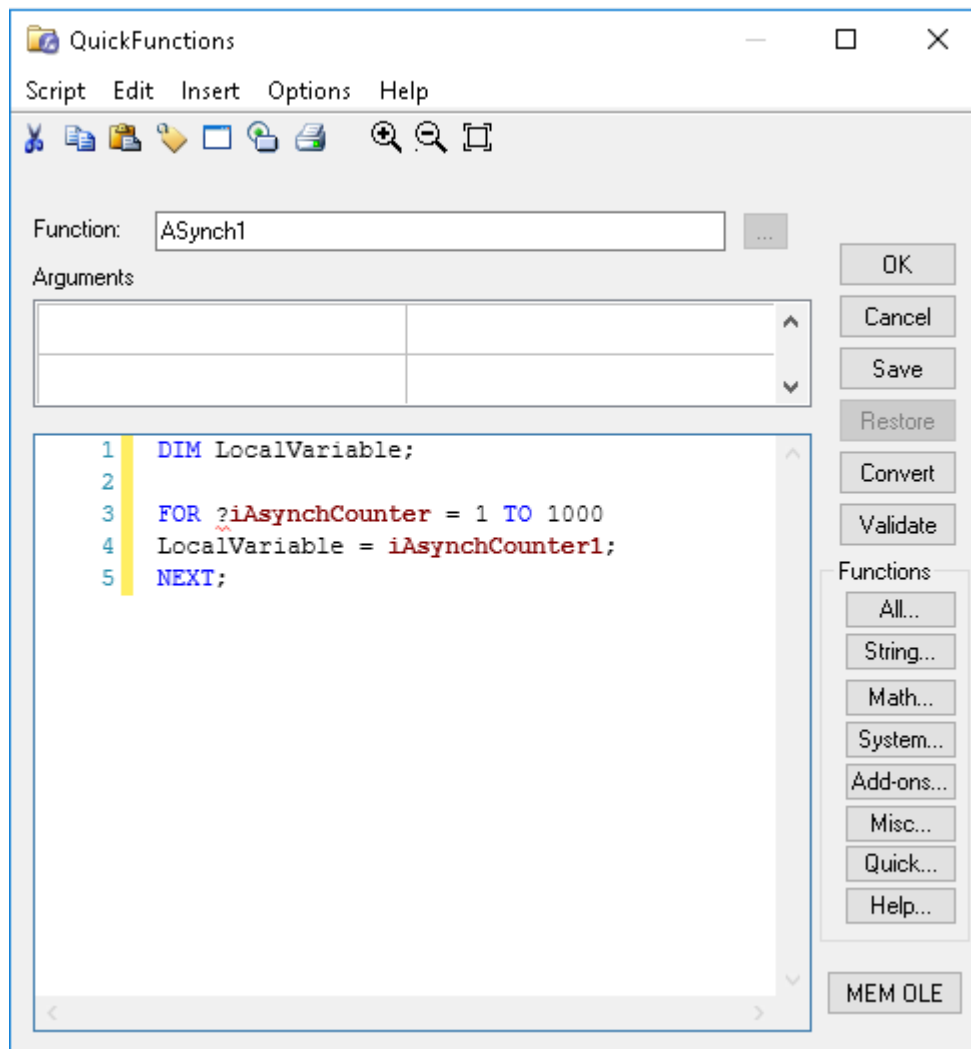 QuickFunctions
Script Edit Insert Options Help
Function: ASynch1 ...
Arguments
OK
Cancel
Save
Restore
Convert
Validate
1 DIM LocalVariable;
2
3 FOR ?iAsynchCounter = 1 TO 1000
4 LocalVariable = iAsynchCounter1;
5 NEXT;
Functions
All...
String...
Math...
System...
Add-ons...
Misc...
Quick...
Help...
MEM OLE